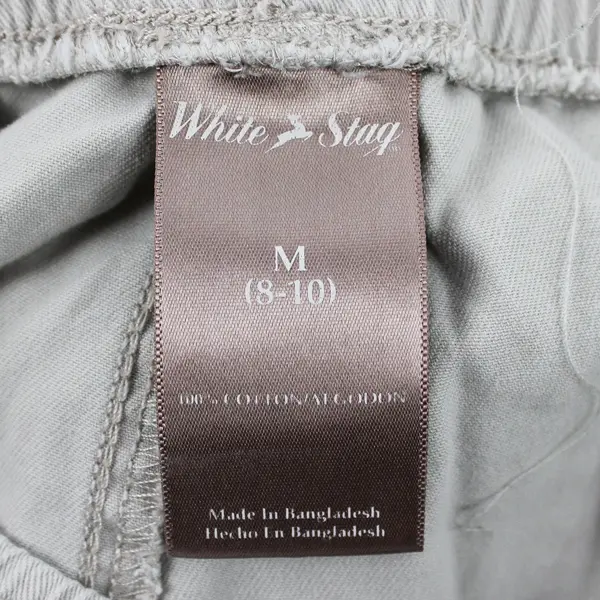 White Stag
M
(8-10)
100% COTTON/ALGODON
Made In Bangladesh
Hecho En Bangladesh